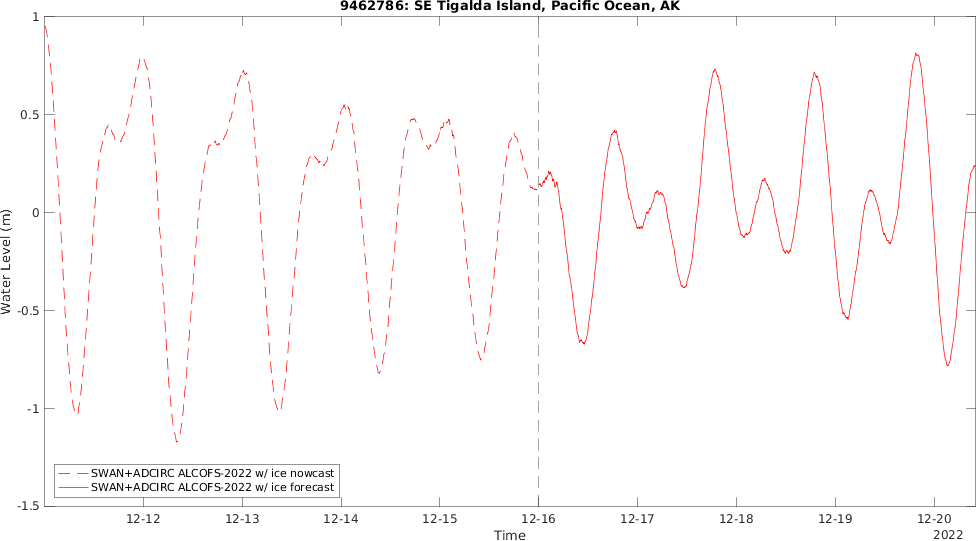 9462786: SE Tigalda Island, Pacific Ocean, AK
1
0.5
0
-0.5
-1
-1.5
Water Level (m)
SWAN+ADCIRC ALCOFS-2022 w/ ice nowcast
SWAN+ADCIRC ALCOFS-2022 w/ ice forecast
12-12 12-13 12-14 12-15 12-16 12-17 12-18 12-19 12-20
Time
2022